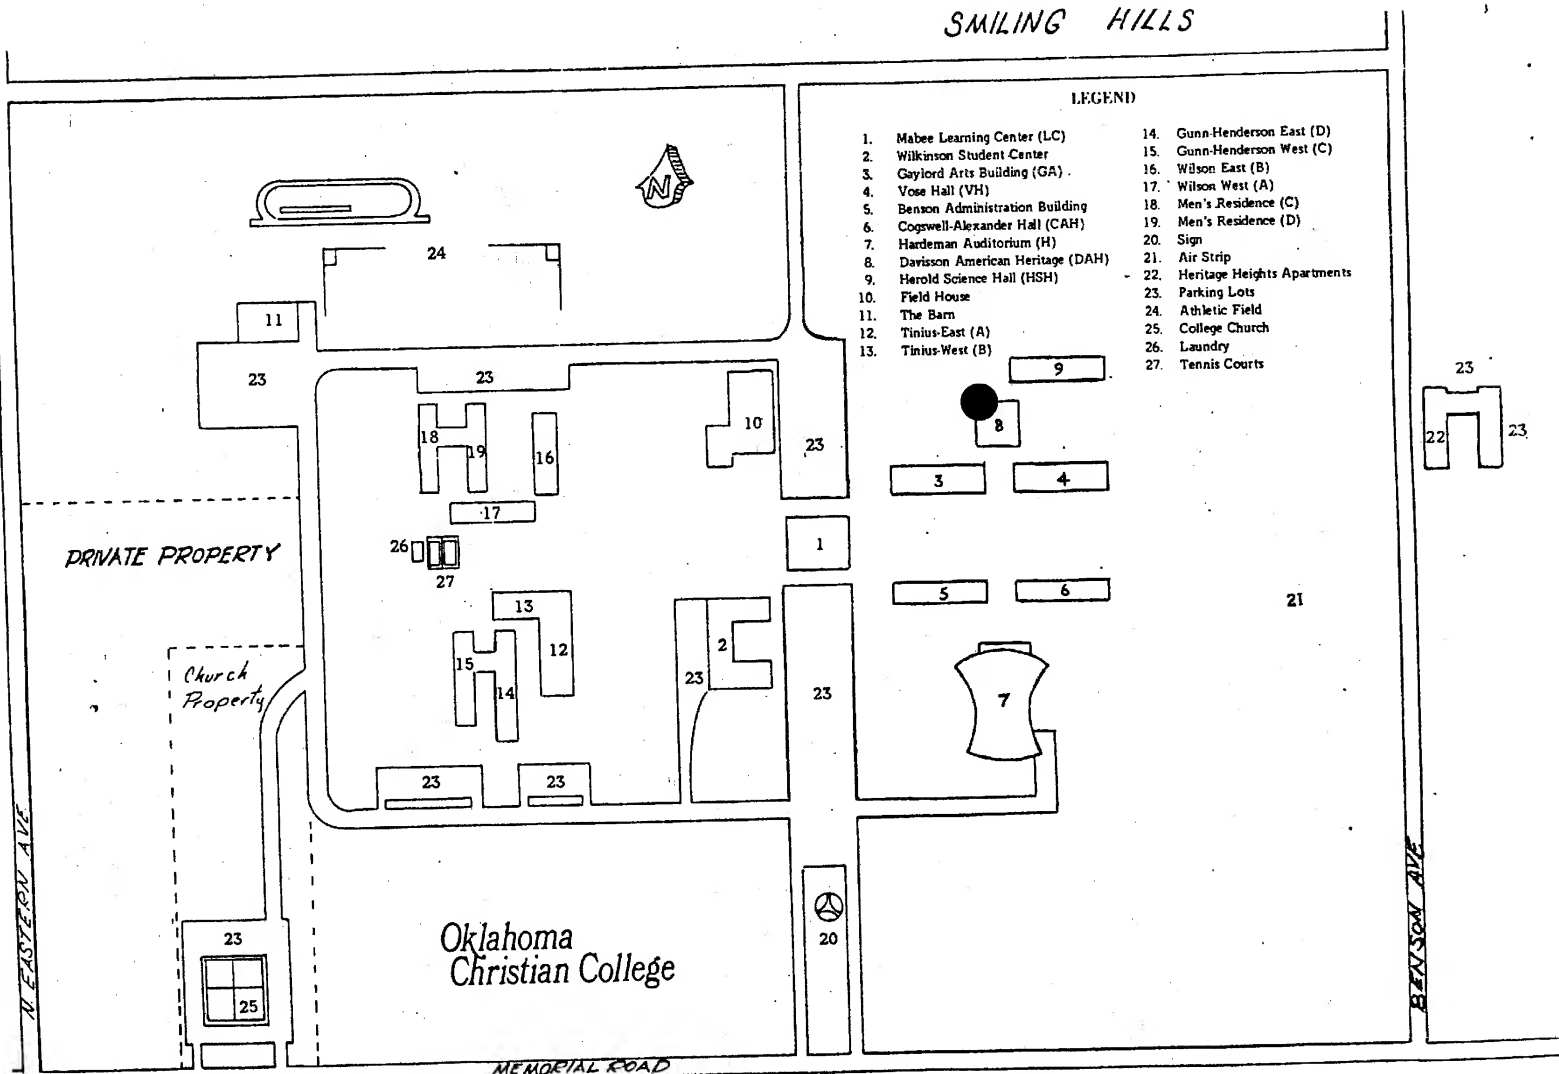 SMILING HILLS
LEGEND
1. Mabee Learning Center (LC)
2. Wilkinson Student Center
3. Gaylord Arts Building (GA)
4. Vose Hall (VH)
5. Benson Administration Building
6. Cogswell-Alexander Hall (CAH)
7. Hardeman Auditorium (H)
8. Davisson American Heritage (DAH)
9. Herold Science Hall (HSH)
10. Field House
11. The Barn
12. Tinius-East (A)
13. Tinius-West (B)
14. Gunn-Henderson East (D)
15. Gunn-Henderson West (C)
16. Wilson East (B)
17. Wilson West (A)
18. Men's Residence (C)
19. Men's Residence (D)
20. Sign
21. Air Strip
22. Heritage Heights Apartments
23. Parking Lots
24. Athletic Field
25. College Church
26. Laundry
27. Tennis Courts
N
24
11
23
23
18
19
16
10
23
9
8
23
22
23
3
4
17
PRIVATE PROPERTY
26
27
1
13
5
6
21
12
2
15
14
23
23
7
Church
Property
23
23
N. EASTERN AVE
BENSON AVE
23
25
Oklahoma
Christian College
20
MEMORIAL ROAD